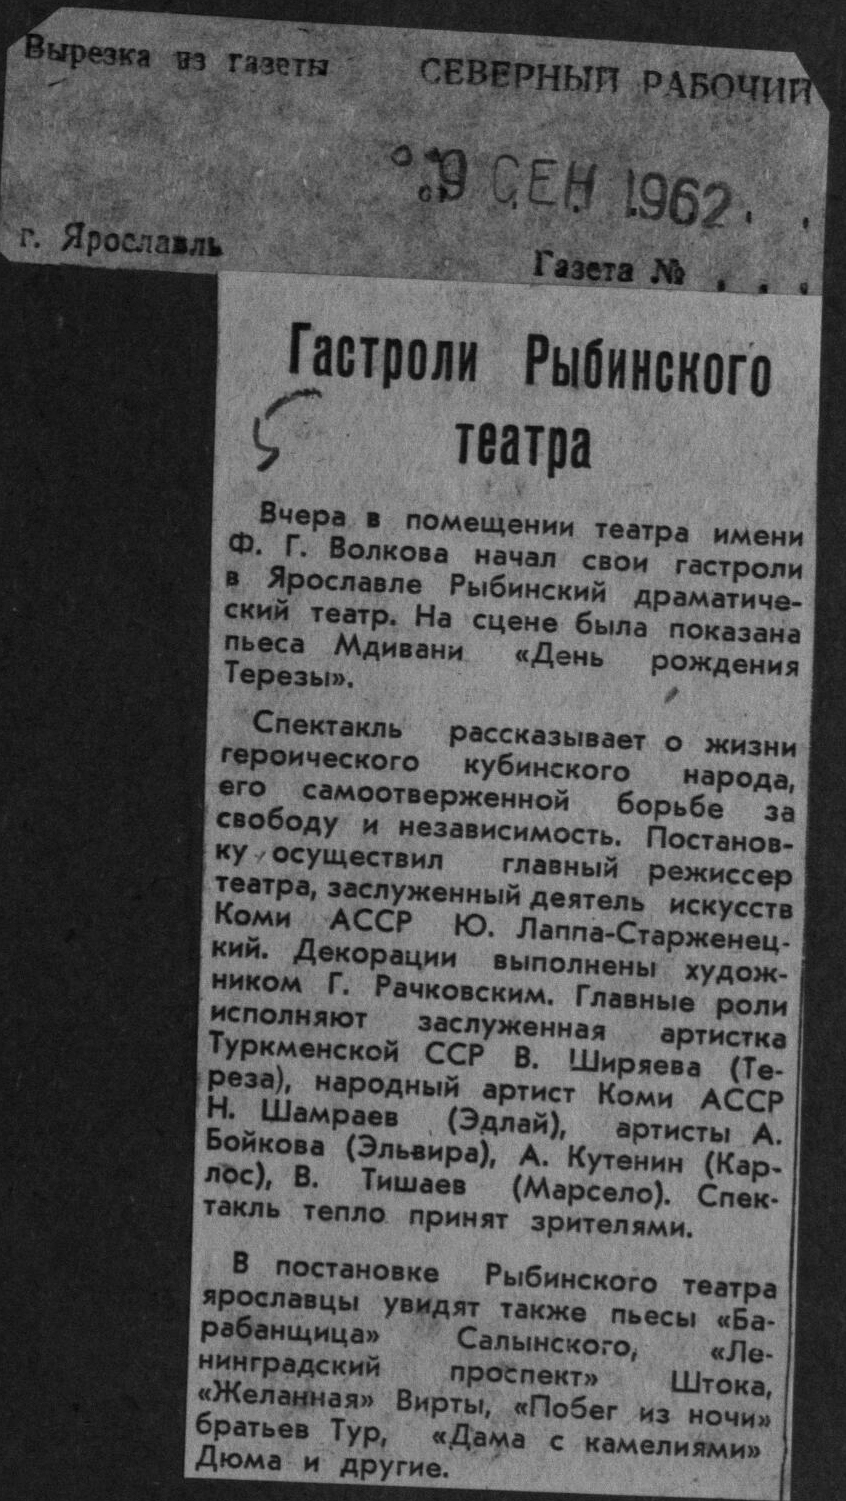 Вырезка из газеты СЕВЕРНЫЙ РАБОЧИЙ
9 СЕН 1962
г. Ярославль
Газета № . . .
Гастроли Рыбинского
театра
Вчера в помещении театра имени
Ф. Г. Волкова начал свои гастроли
в Ярославле Рыбинский драматиче-
ский театр. На сцене была показана
пьеса Мдивани «День рождения
Терезы».
Спектакль рассказывает о жизни
героического кубинского народа,
его самоотверженной борьбе за
свободу и независимость. Постанов-
ку осуществил главный режиссер
театра, заслуженный деятель искусств
Коми АССР Ю. Лаппа-Старженец-
кий. Декорации выполнены худож-
ником Г. Рачковским. Главные роли
исполняют заслуженная артистка
Туркменской ССР В. Ширяева (Те-
реза), народный артист Коми АССР
Н. Шамраев (Эдлай), артисты А.
Бойкова (Эльвира), А. Кутенин (Кар-
лос), В. Тишаев (Марсело). Спек-
такль тепло принят зрителями.
В постановке Рыбинского театра
ярославцы увидят также пьесы «Ба-
рабанщица» Салынского, «Ле-
нинградский проспект» Штока,
«Желанная» Вирты, «Побег из ночи»
братьев Тур, «Дама с камелиями»
Дюма и другие.